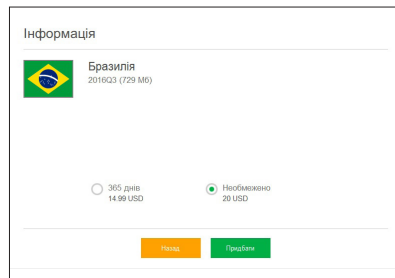 Інформація
Бразилія
2016Q3 (729 Мб)
365 днів
14.99 USD
Необмежено
20 USD
Назад
Придбати